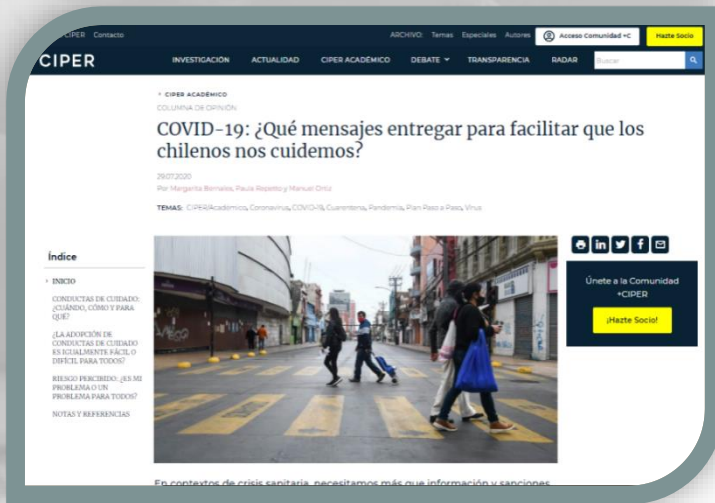 CIPER Contacto
ARCHIVO: Temas Especiales Autores Acceso Comunidad +C Hazte Socio
CIPER INVESTIGACIÓN ACTUALIDAD CIPER ACADÉMICO DEBATE TRANSPARENCIA RADAR Buscar
CIPER ACADÉMICO
COLUMNA DE OPINIÓN
COVID-19: ¿Qué mensajes entregar para facilitar que los
chilenos nos cuidemos?
29.07.2020
Por Margarita Bernales, Paula Repetto y Manuel Ortiz
TEMAS: CIPER/Académico, Coronavirus, COVID-19, Cuarentena, Pandemia, Plan Paso a Paso, Virus
Índice
INICIO
CONDUCTAS DE CUIDADO:
¿CUÁNDO, CÓMO Y PARA
QUÉ?
¿LA ADOPCIÓN DE
CONDUCTAS DE CUIDADO
ES IGUALMENTE FÁCIL O
DIFÍCIL PARA TODOS?
RIESGO PERCIBIDO: ¿ES MI
PROBLEMA O UN
PROBLEMA PARA TODOS?
NOTAS Y REFERENCIAS
Únete a la Comunidad
+CIPER
¡Hazte Socio!
En contextos de crisis sanitaria, necesitamos más que información y sanciones